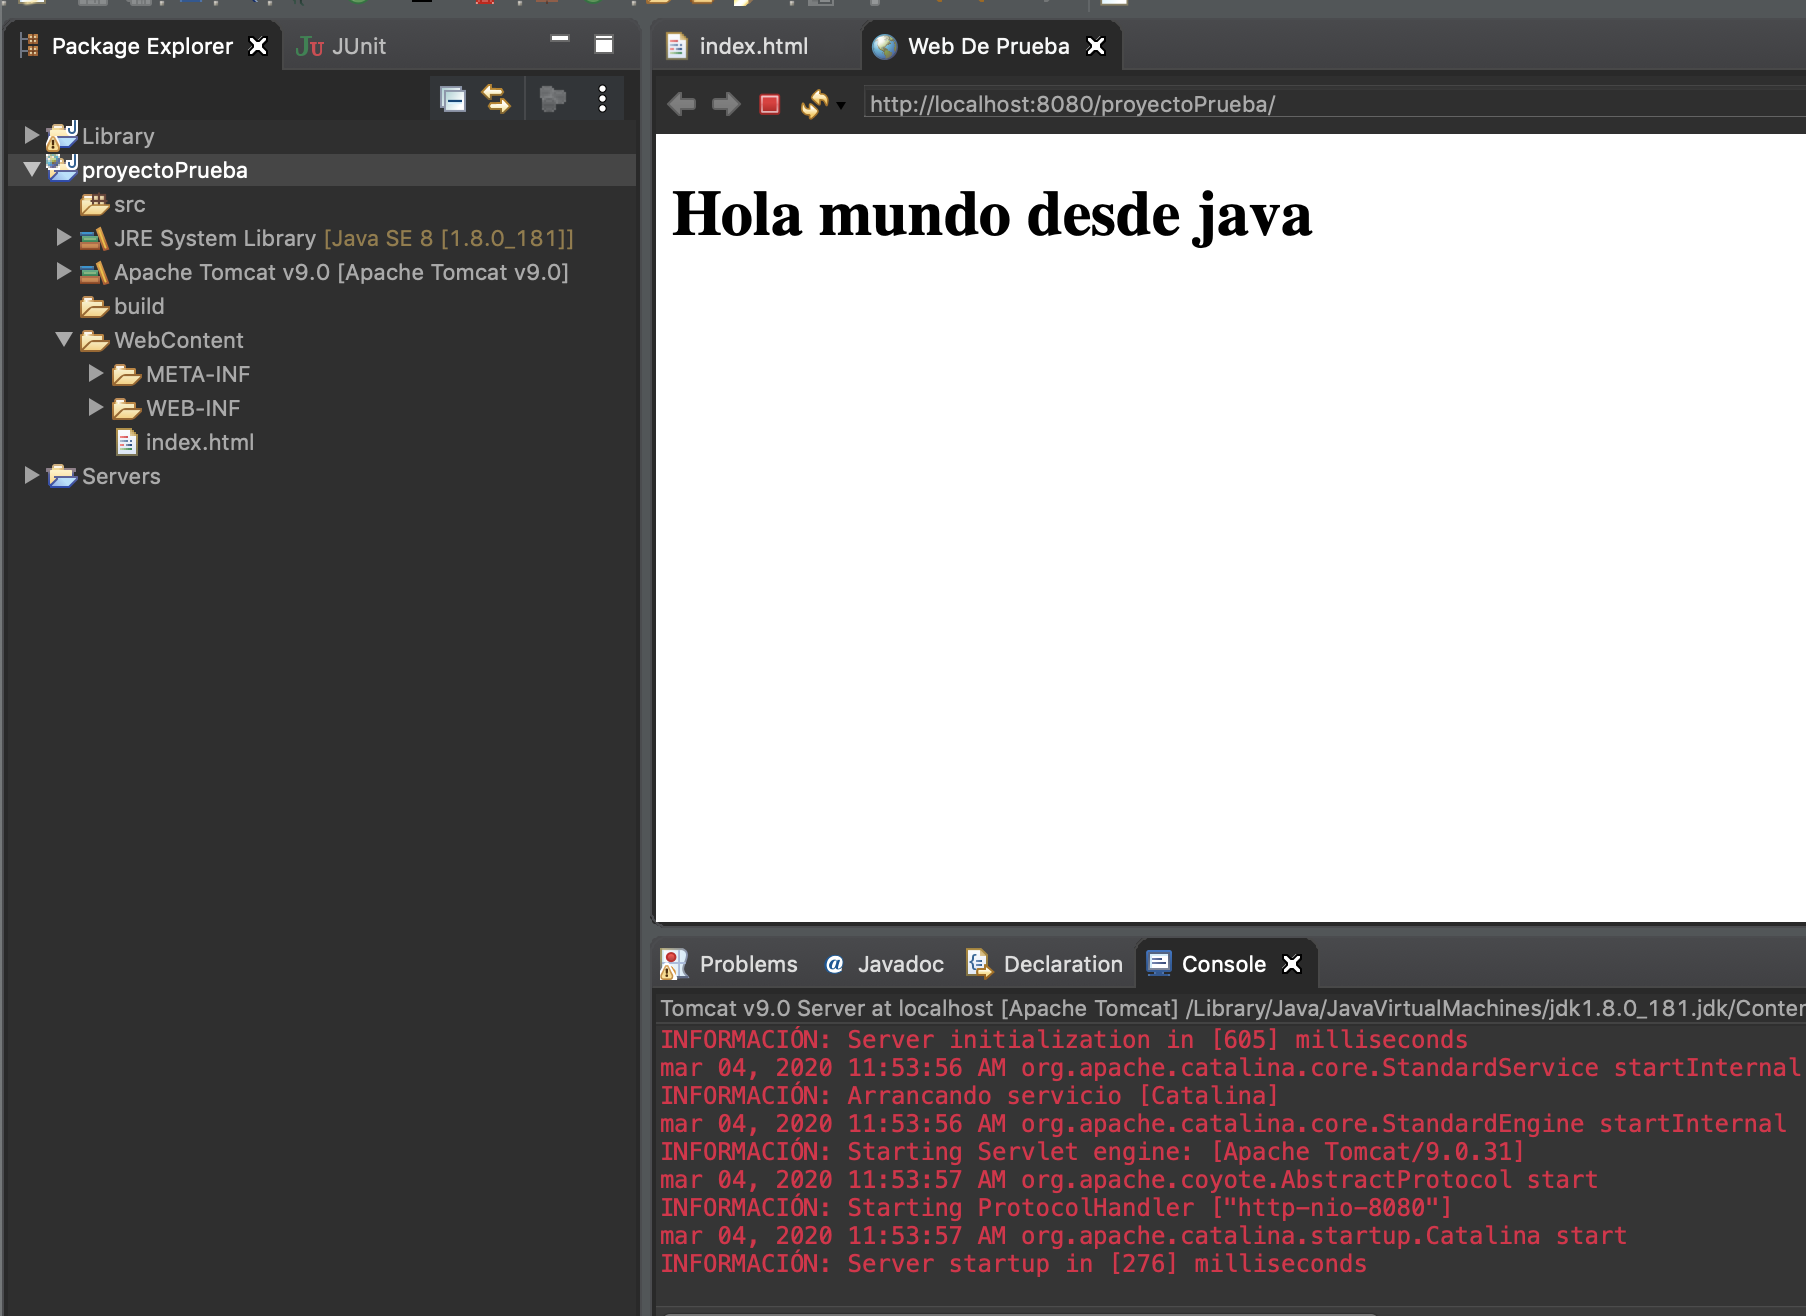 Package Explorer
JUnit
Library
proyectoPrueba
src
JRE System Library [Java SE 8 [1.8.0_181]]
Apache Tomcat v9.0 [Apache Tomcat v9.0]
build
WebContent
META-INF
WEB-INF
index.html
Servers
index.html
Web De Prueba
http://localhost:8080/proyectoPrueba/
Hola mundo desde java
Problems
@ Javadoc
Declaration
Console
Tomcat v9.0 Server at localhost [Apache Tomcat] /Library/Java/JavaVirtualMachines/jdk1.8.0_181.jdk/Conten
INFORMACIÓN: Server initialization in [605] milliseconds
mar 04, 2020 11:53:56 AM org.apache.catalina.core.StandardService startInternal
INFORMACIÓN: Arrancando servicio [Catalina]
mar 04, 2020 11:53:56 AM org.apache.catalina.core.StandardEngine startInternal
INFORMACIÓN: Starting Servlet engine: [Apache Tomcat/9.0.31]
mar 04, 2020 11:53:57 AM org.apache.coyote.AbstractProtocol start
INFORMACIÓN: Starting ProtocolHandler ["http-nio-8080"]
mar 04, 2020 11:53:57 AM org.apache.catalina.startup.Catalina start
INFORMACIÓN: Server startup in [276] milliseconds